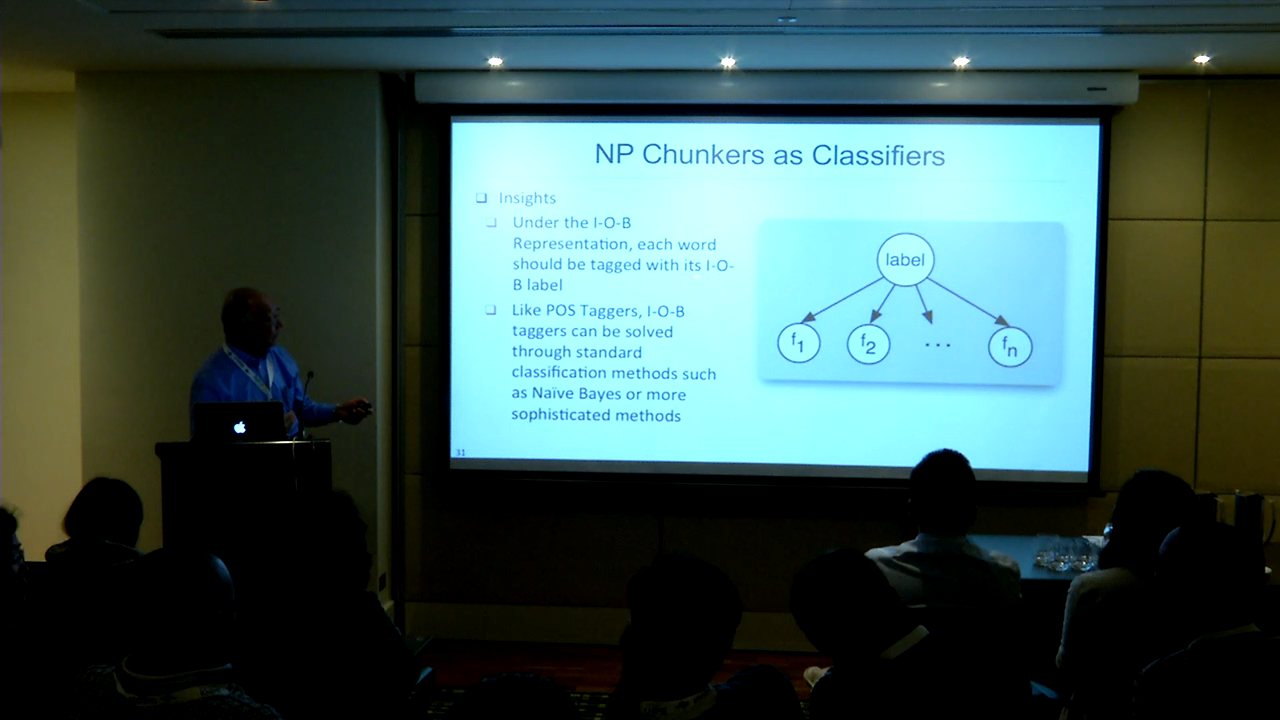 NP Chunkers as Classifiers
❑ Insights
❑ Under the I-O-B
Representation, each word
should be tagged with its I-O-
B label
❑ Like POS Taggers, I-O-B
taggers can be solved
through standard
classification methods such
as Naïve Bayes or more
sophisticated methods
label
f1 f2 ... fn
31